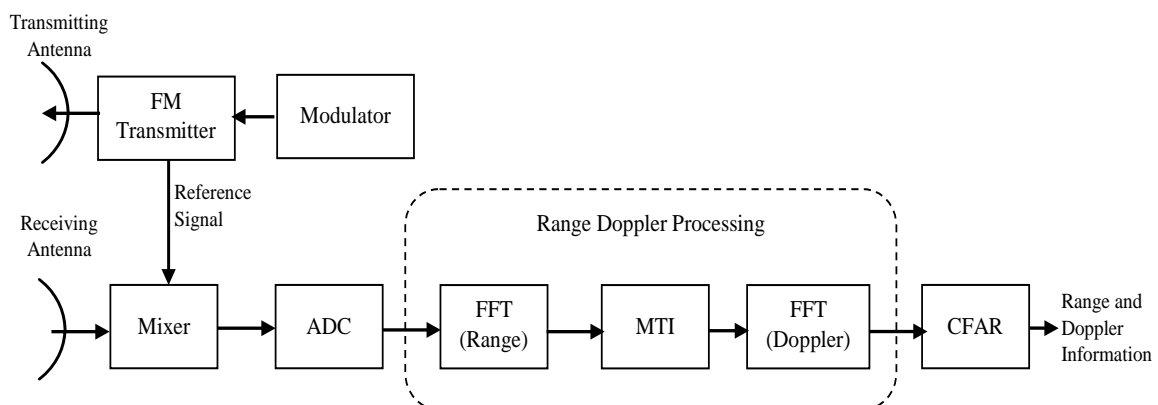 Transmitting
Antenna
FM
Transmitter
Modulator
Reference
Signal
Receiving
Antenna
Range Doppler Processing
Mixer
ADC
FFT
(Range)
MTI
FFT
(Doppler)
CFAR
Range and
Doppler
Information